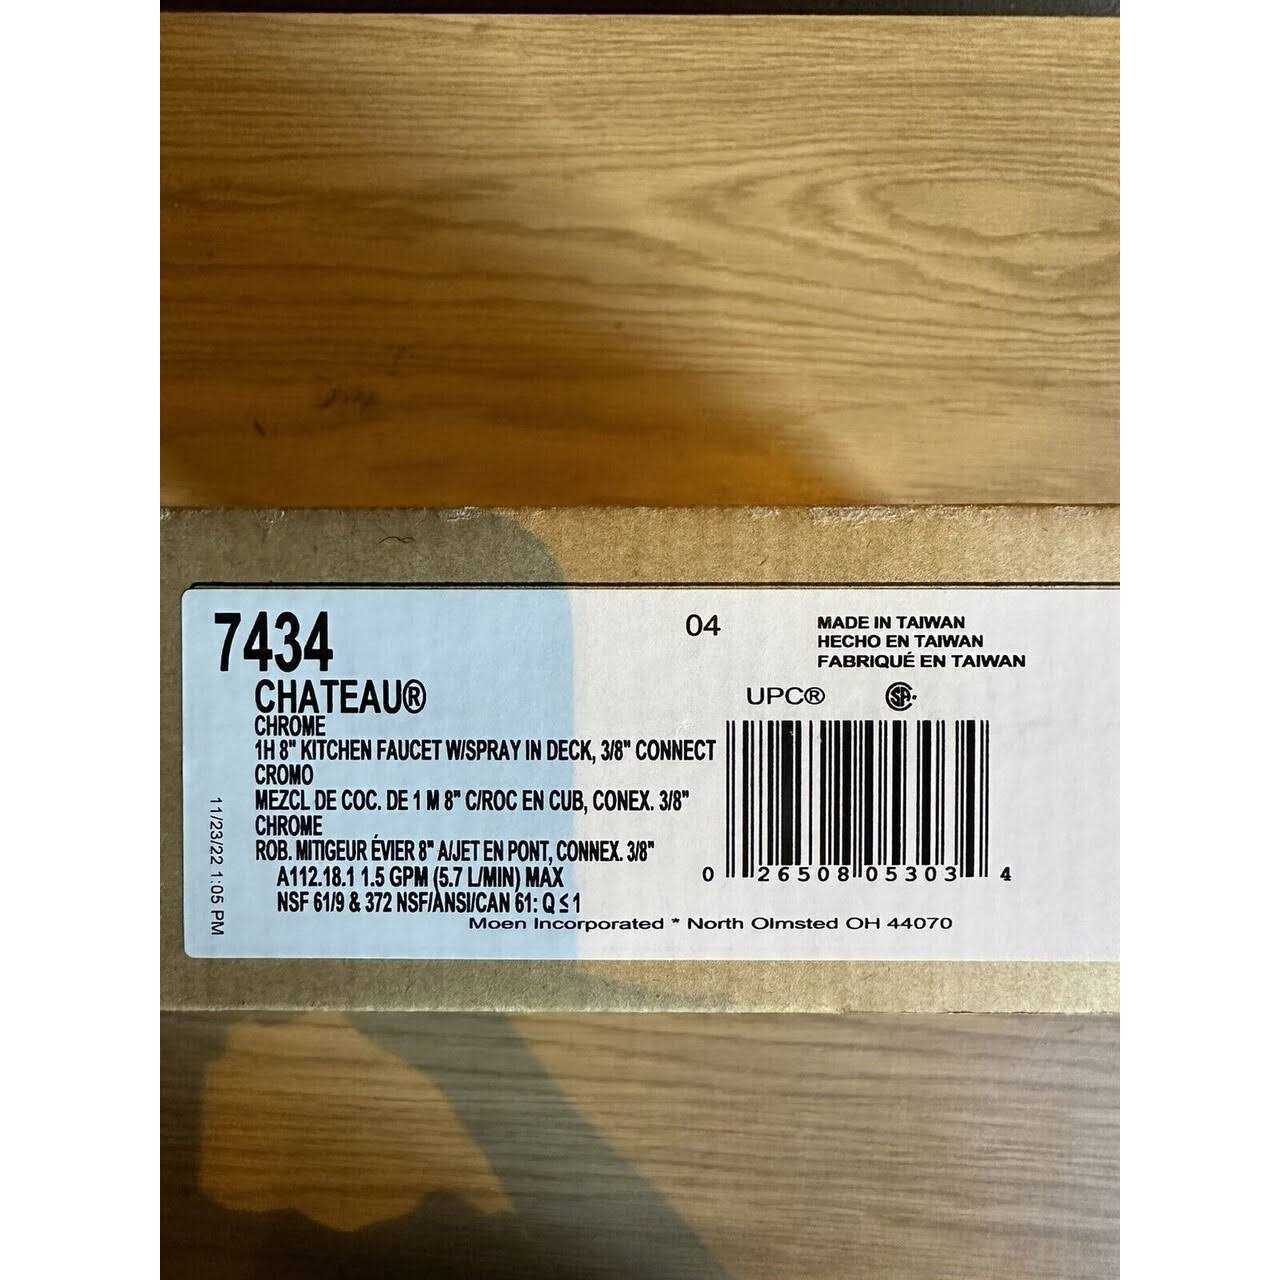 7434
04
MADE IN TAIWAN
HECHO EN TAIWAN
FABRIQUÉ EN TAIWAN
CHATEAU®
UPC®
CHROME
1H 8" KITCHEN FAUCET W/SPRAY IN DECK, 3/8" CONNECT
CROMO
MEZCL DE COC. DE 1 M 8" C/ROC EN CUB, CONEX. 3/8"
CHROME
ROB. MITIGEUR ÉVIER 8" A/JET EN PONT, CONNEX. 3/8"
A112.18.1 1.5 GPM (5.7 L/MIN) MAX
0 26508 05303 4
NSF 61/9 & 372 NSF/ANSI/CAN 61: Q ≤ 1
Moen Incorporated * North Olmsted OH 44070
11/23/22 1:05 PM